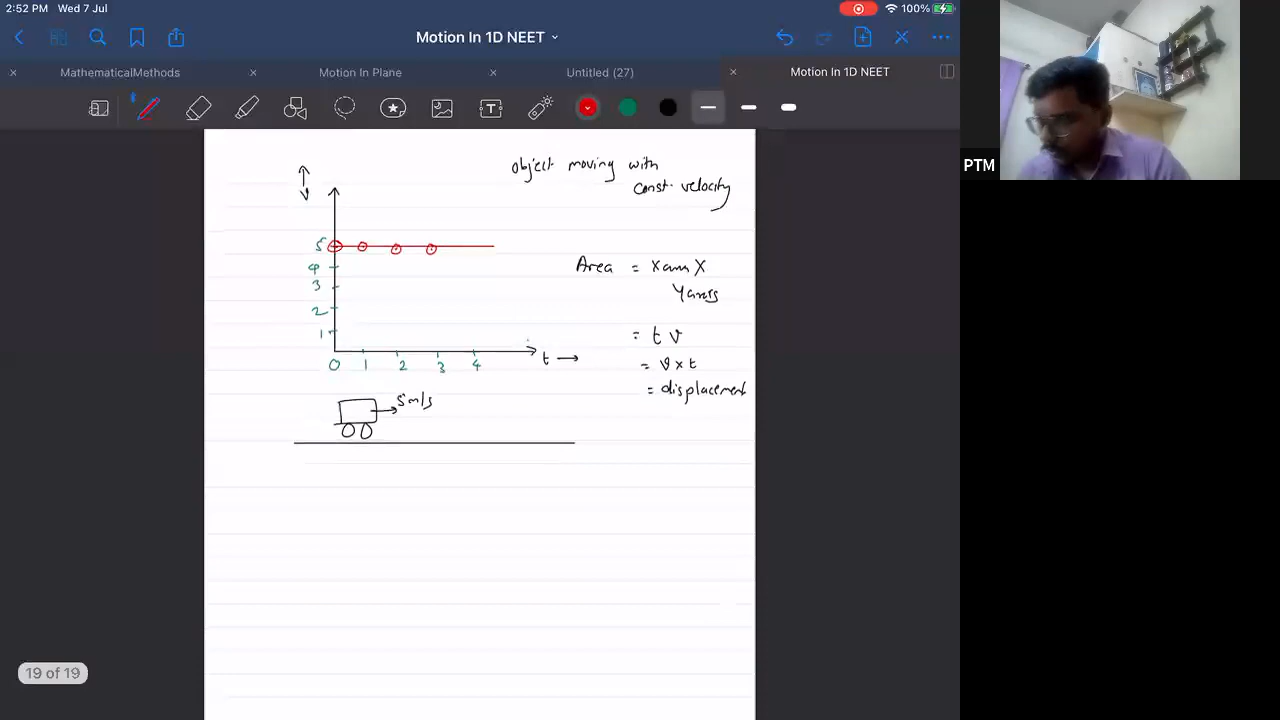 2:52 PM Wed 7 Jul
100%
Motion In 1D NEET
MathematicalMethods
Motion In Plane
Untitled (27)
Motion In 1D NEET
T
PTM
object moving with
const. velocity
v
5
4
3
2
1
0 1 2 3 4
t
Area =
= t v
= v × t
= displacement
5m/s
19 of 19